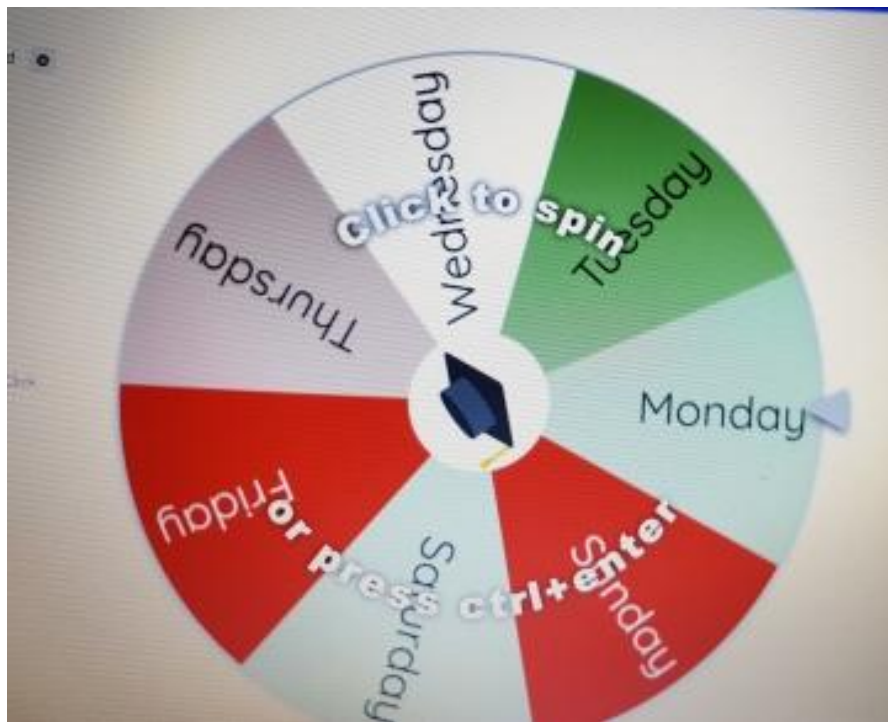 Click to spin
Wednesday
Tuesday
Thursday
Monday
Friday
Saturday
Sunday
or press ctrl+enter